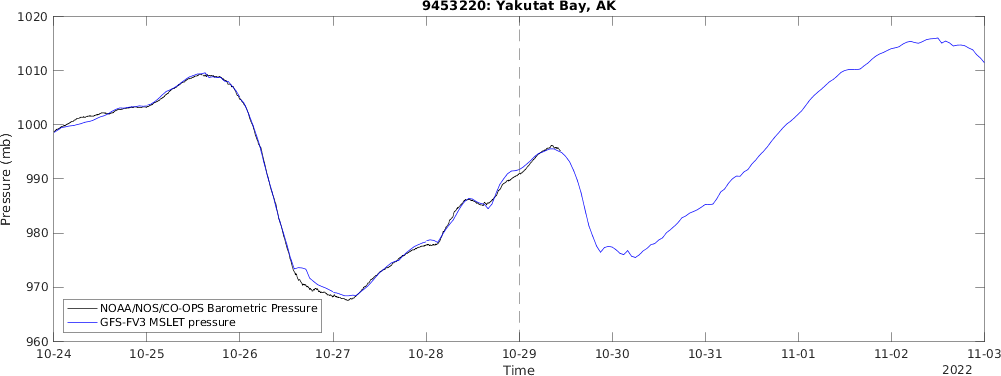 9453220: Yakutat Bay, AK
1020
1010
1000
990
980
970
960
Pressure (mb)
NOAA/NOS/CO-OPS Barometric Pressure
GFS-FV3 MSLET pressure
10-24 10-25 10-26 10-27 10-28 10-29 10-30 10-31 11-01 11-02 11-03
Time
2022